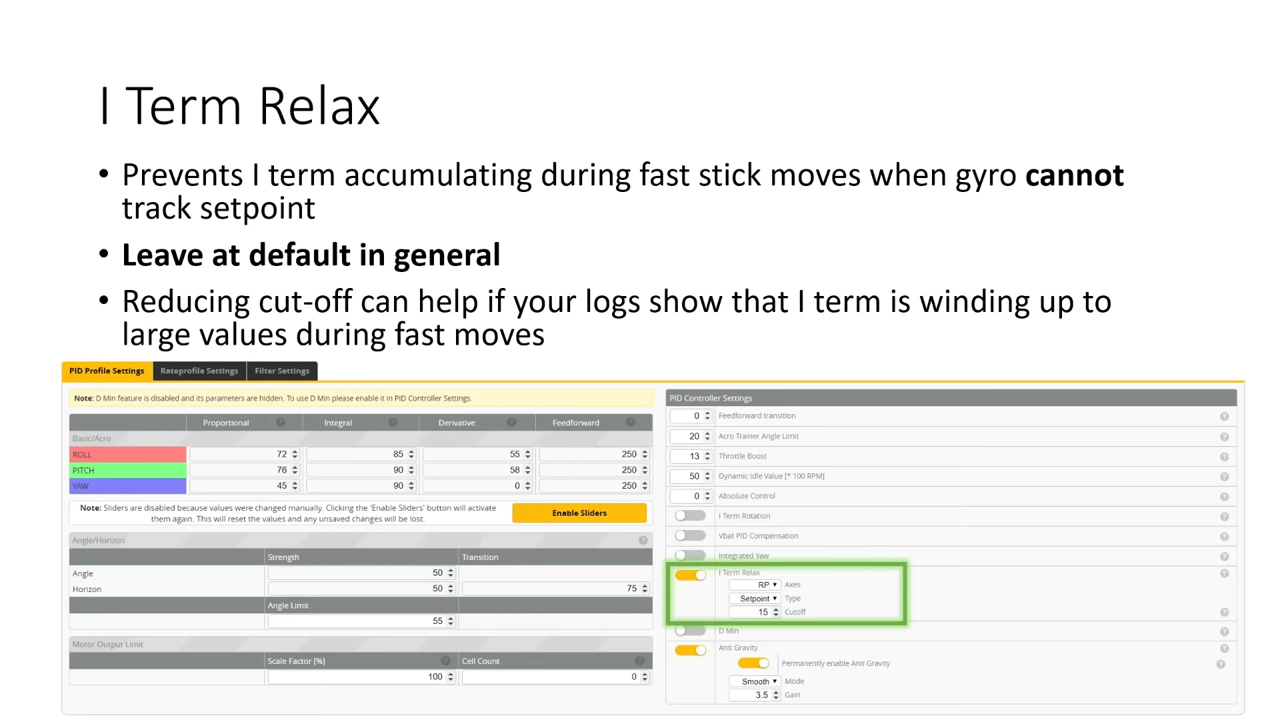 I Term Relax
• Prevents I term accumulating during fast stick moves when gyro cannot
track setpoint
• Leave at default in general
• Reducing cut-off can help if your logs show that I term is winding up to
large values during fast moves
PID Profile Settings Rateprofile Settings Filter Settings
Note: D Min feature is disabled and its parameters are hidden. To use D Min please enable it in PID Controller Settings.
Proportional Integral Derivative Feedforward
Basic/Acro
ROLL 72 85 55 250
PITCH 76 90 58 250
YAW 45 90 0 250
Note: Sliders are disabled because values were changed manually. Clicking the 'Enable Sliders' button will activate
them again. This will reset the values and any unsaved changes will be lost.
Enable Sliders
Angle/Horizon
Strength Transition
Angle 50
Horizon 50 75
Angle Limit
55
Motor Output Limit
Scale Factor [%] Cell Count
100 0
PID Controller Settings
0 Feedforward transition
20 Acro Trainer Angle Limit
13 Throttle Boost
50 Dynamic Idle Value [* 100 RPM]
0 Absolute Control
I Term Rotation
Vbat PID Compensation
Integrated Yaw
I Term Relax
RP Axes
Setpoint Type
15 Cutoff
D Min
Anti Gravity
Permanently enable Anti Gravity
Smooth Mode
3.5 Gain